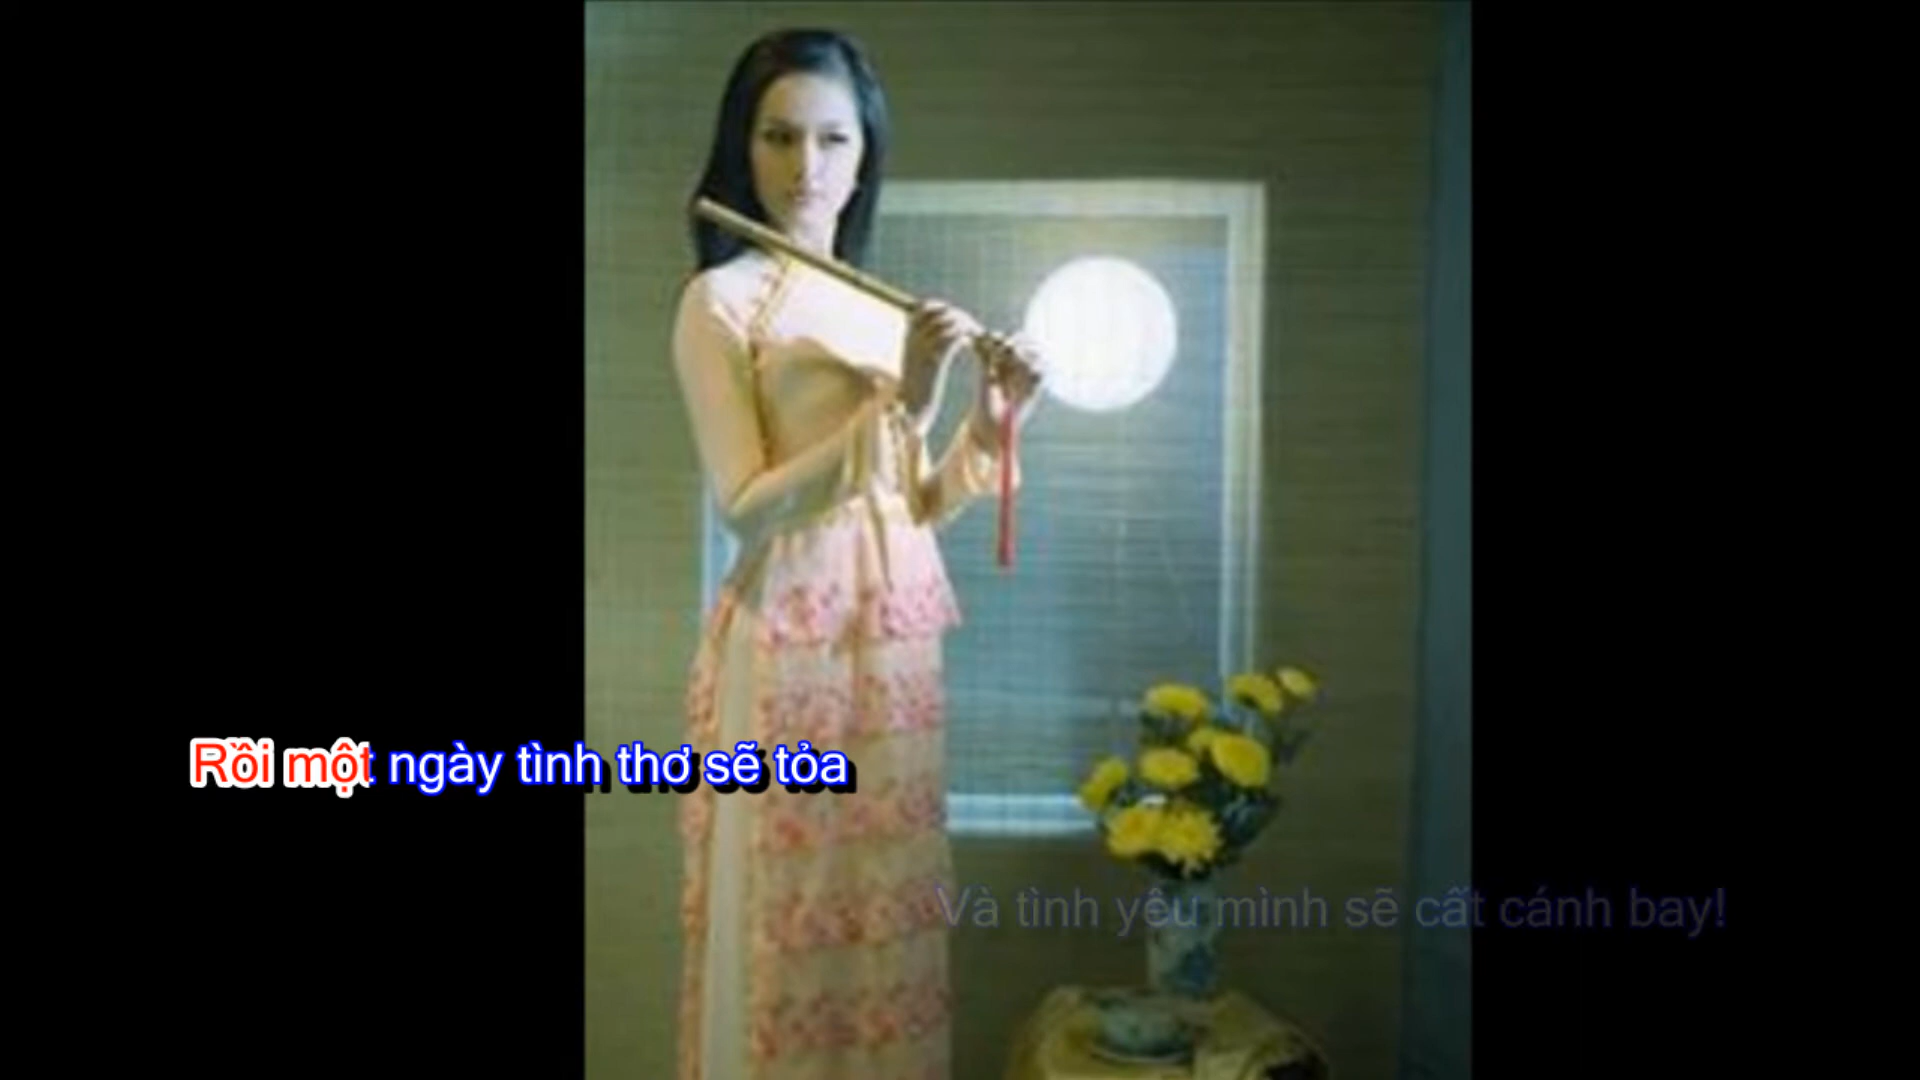 Rồi một ngày tình thơ sẽ tỏa
Và tình yêu mình sẽ cất cánh bay!